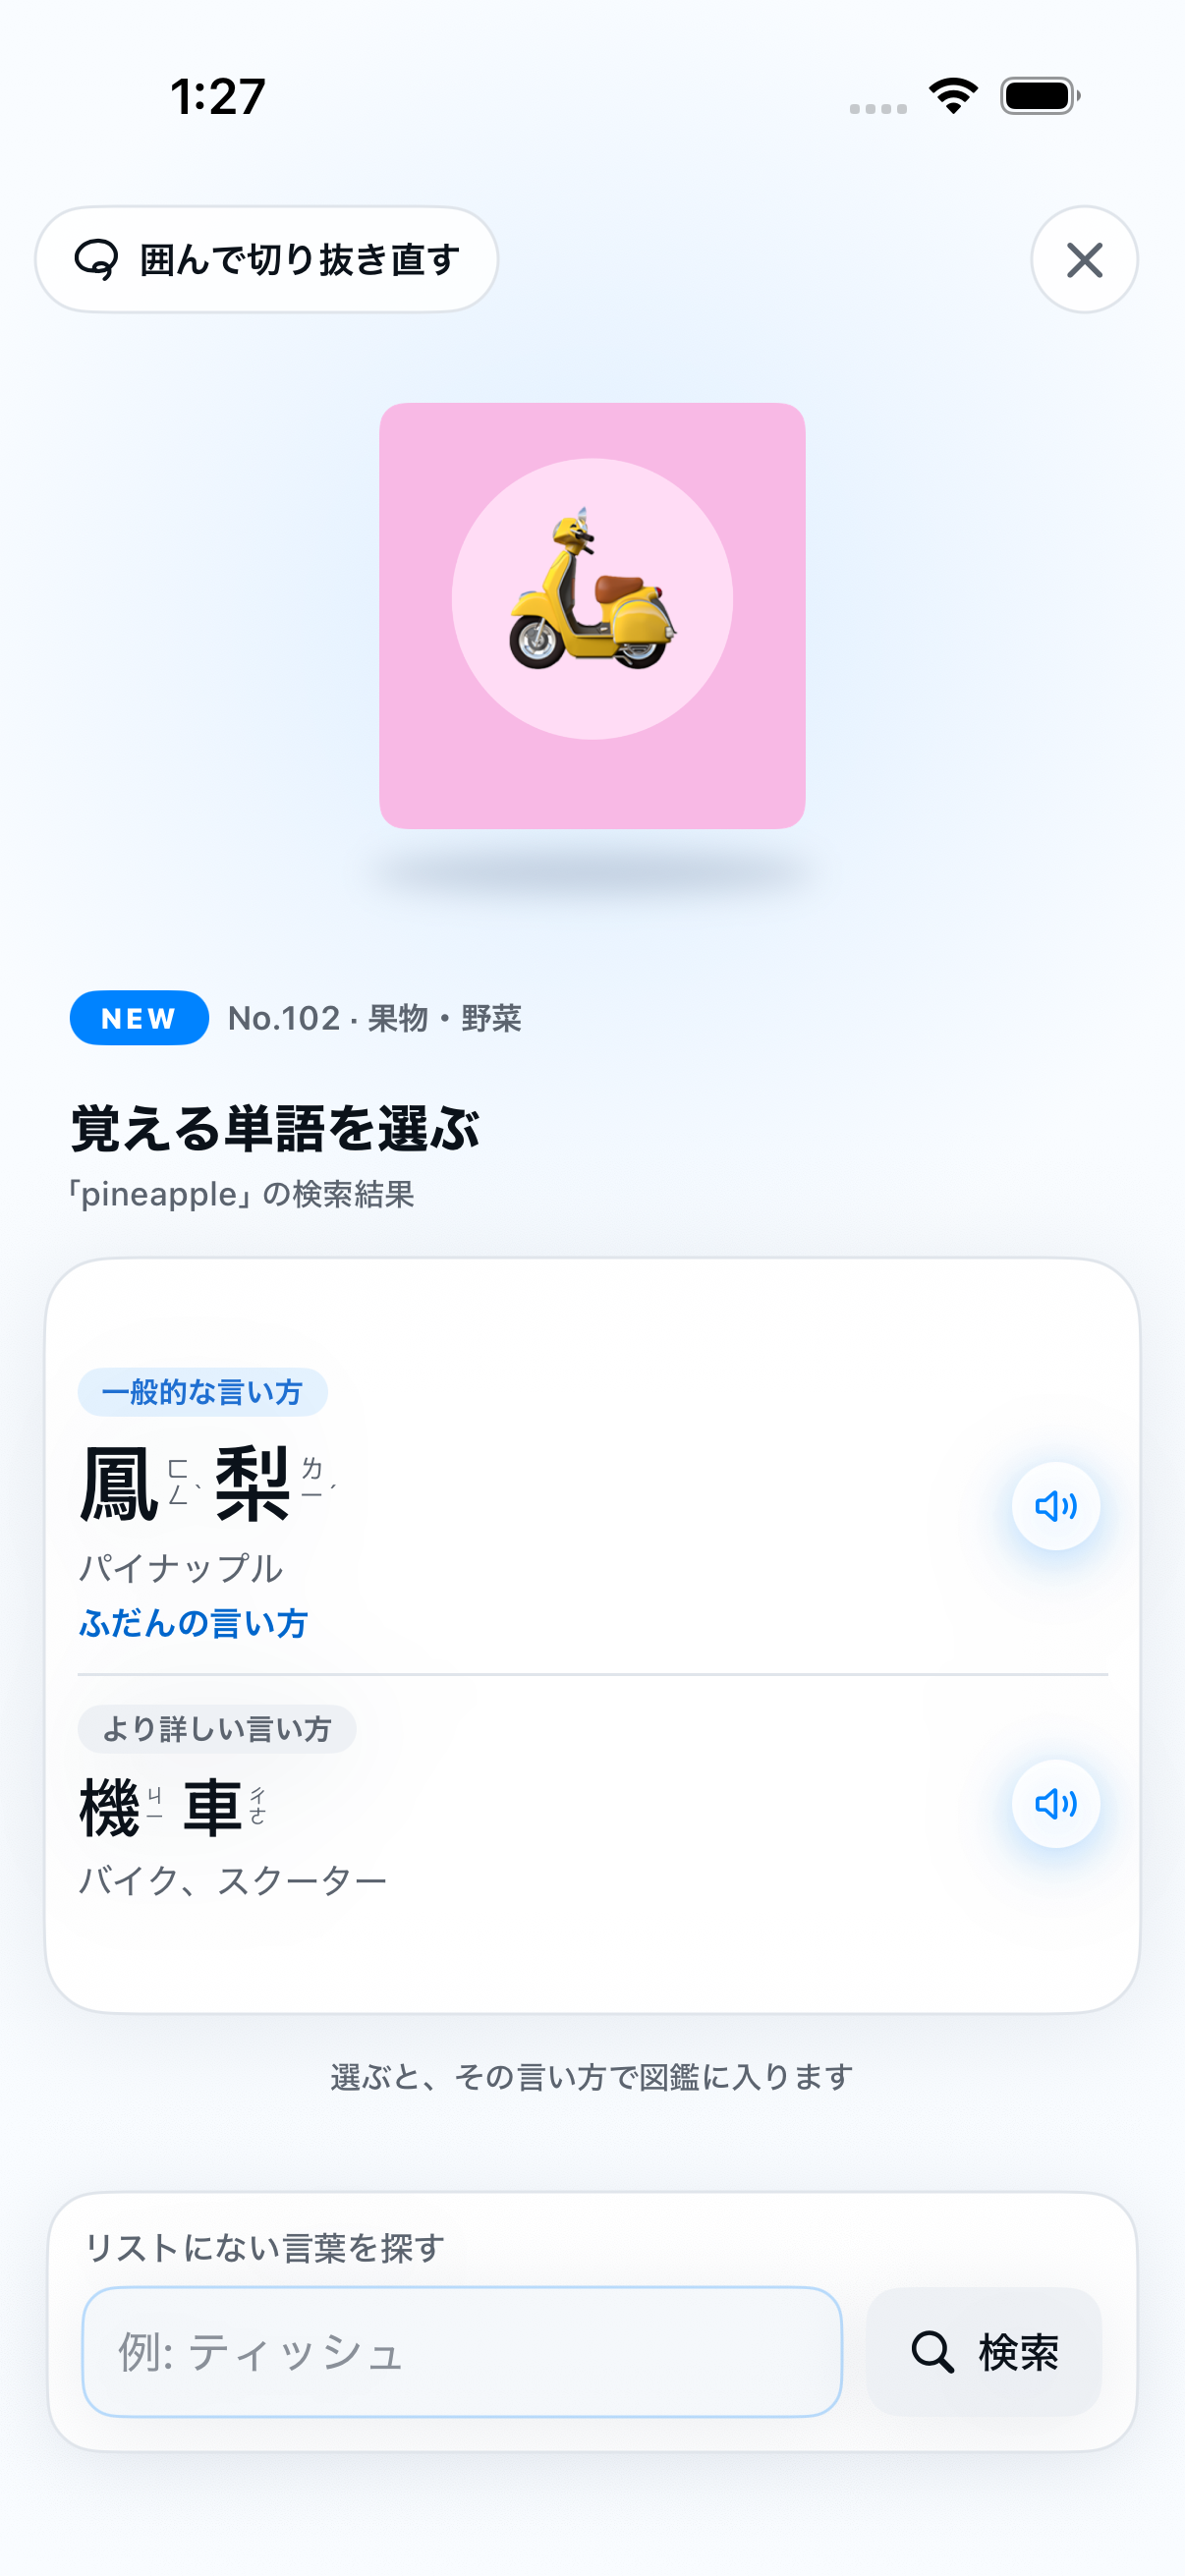 1:27
囲んで切り抜き直す
NEW No.102 · 果物・野菜
覚える単語を選ぶ
「pineapple」の検索結果
一般的な言い方
鳳ㄈㄥˋ梨ㄌㄧˊ
パイナップル
ふだんの言い方
より詳しい言い方
機ㄐㄧ車ㄔㄜ
バイク、スクーター
選ぶと、その言い方で図鑑に入ります
リストにない言葉を探す
例: ティッシュ
検索